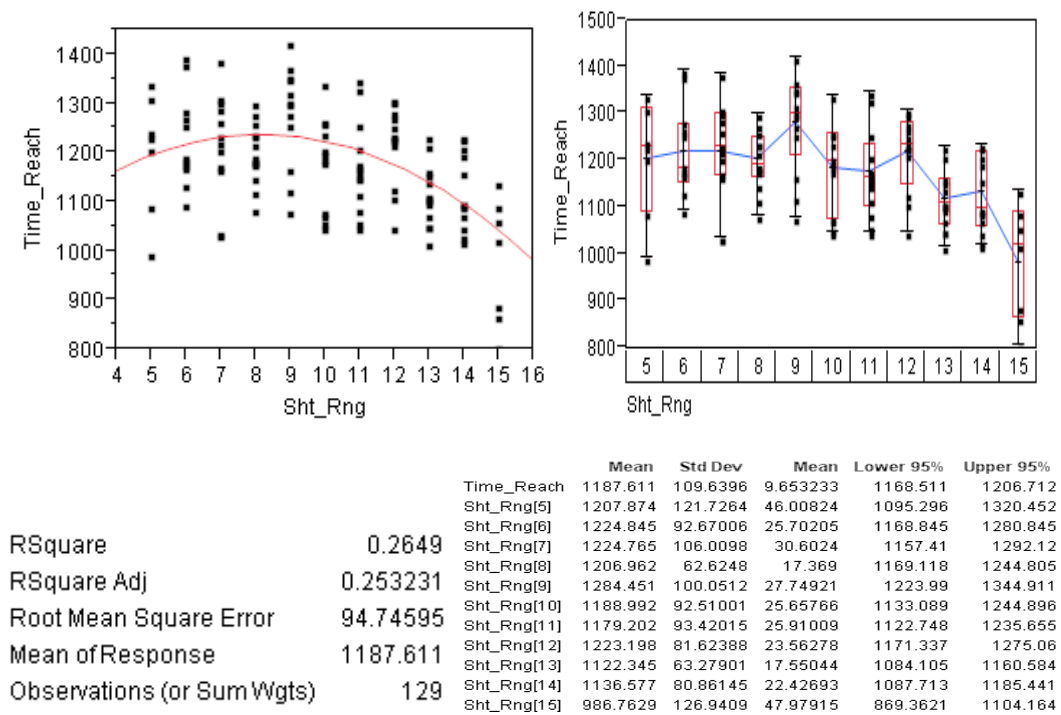 1400
1300
1200
1100
1000
900
800
Time_Reach
4 5 6 7 8 9 10 11 12 13 14 15 16
Sht_Rng
1500
1400
1300
1200
1100
1000
900
800
Time_Reach
5 6 7 8 9 10 11 12 13 14 15
Sht_Rng
RSquare 0.2649
RSquare Adj 0.253231
Root Mean Square Error 94.74595
Mean of Response 1187.611
Observations (or Sum Wgts) 129
Mean Std Dev Mean Lower 95% Upper 95%
Time_Reach 1187.611 109.6396 9.653233 1168.511 1206.712
Sht_Rng[5] 1207.874 121.7264 46.00824 1095.296 1320.452
Sht_Rng[6] 1224.845 92.67006 25.70205 1168.845 1280.845
Sht_Rng[7] 1224.765 106.0098 30.6024 1157.41 1292.12
Sht_Rng[8] 1206.962 62.6248 17.369 1169.118 1244.805
Sht_Rng[9] 1284.451 100.0512 27.74921 1223.99 1344.911
Sht_Rng[10] 1188.992 92.51001 25.65766 1133.089 1244.896
Sht_Rng[11] 1179.202 93.42015 25.91009 1122.748 1235.655
Sht_Rng[12] 1223.198 81.62388 23.56278 1171.337 1275.06
Sht_Rng[13] 1122.345 63.27901 17.55044 1084.105 1160.584
Sht_Rng[14] 1136.577 80.86145 22.42693 1087.713 1185.441
Sht_Rng[15] 986.7629 126.9409 47.97915 869.3621 1104.164